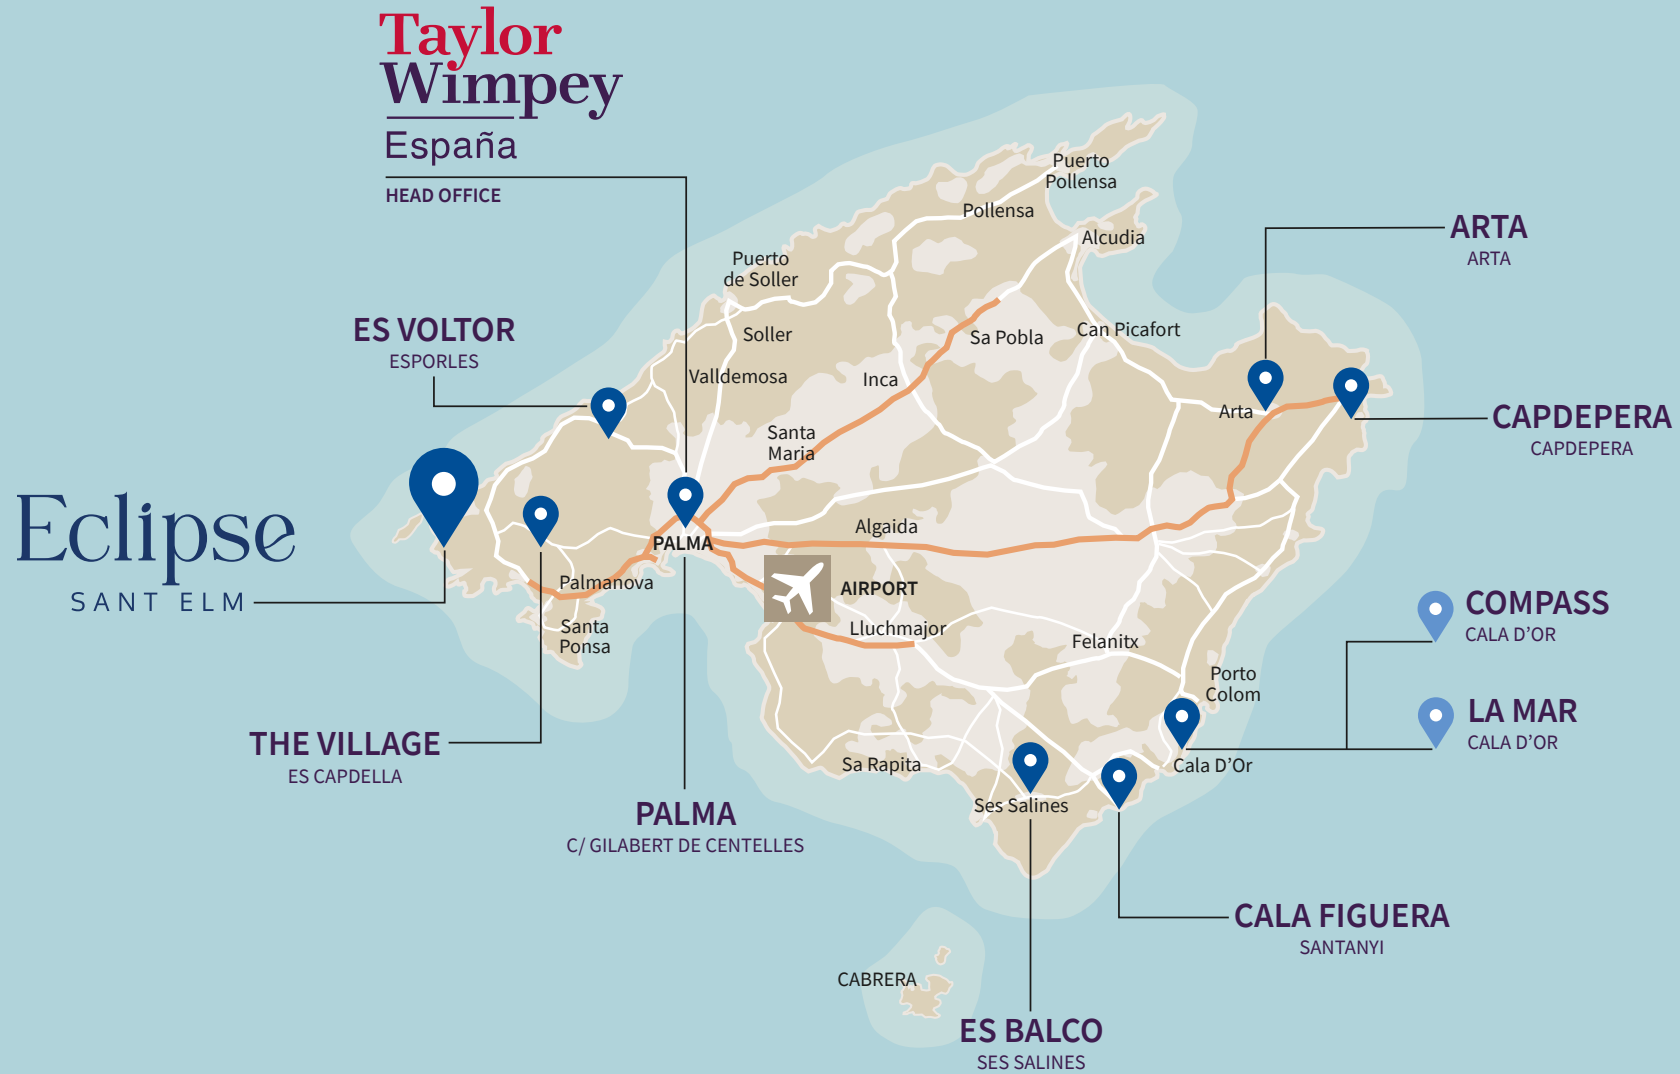 Taylor
Wimpey
España
HEAD OFFICE
Puerto
Pollensa
Pollensa
Alcudia
ARTA
ARTA
Puerto
de Soller
ES VOLTOR
ESPORLES
Soller
Sa Pobla
Can Picafort
Valldemosa
Inca
Arta
CAPDEPERA
CAPDEPERA
Santa
Maria
Eclipse
SANT ELM
PALMA
Algaida
Palmanova
AIRPORT
Santa
Ponsa
Lluchmajor
Felanitx
COMPASS
CALA D'OR
Porto
Colom
LA MAR
CALA D'OR
THE VILLAGE
ES CAPDELLA
Sa Rapita
Cala D'Or
Ses Salines
PALMA
C/ GILABERT DE CENTELLES
CALA FIGUERA
SANTANYI
CABRERA
ES BALCO
SES SALINES